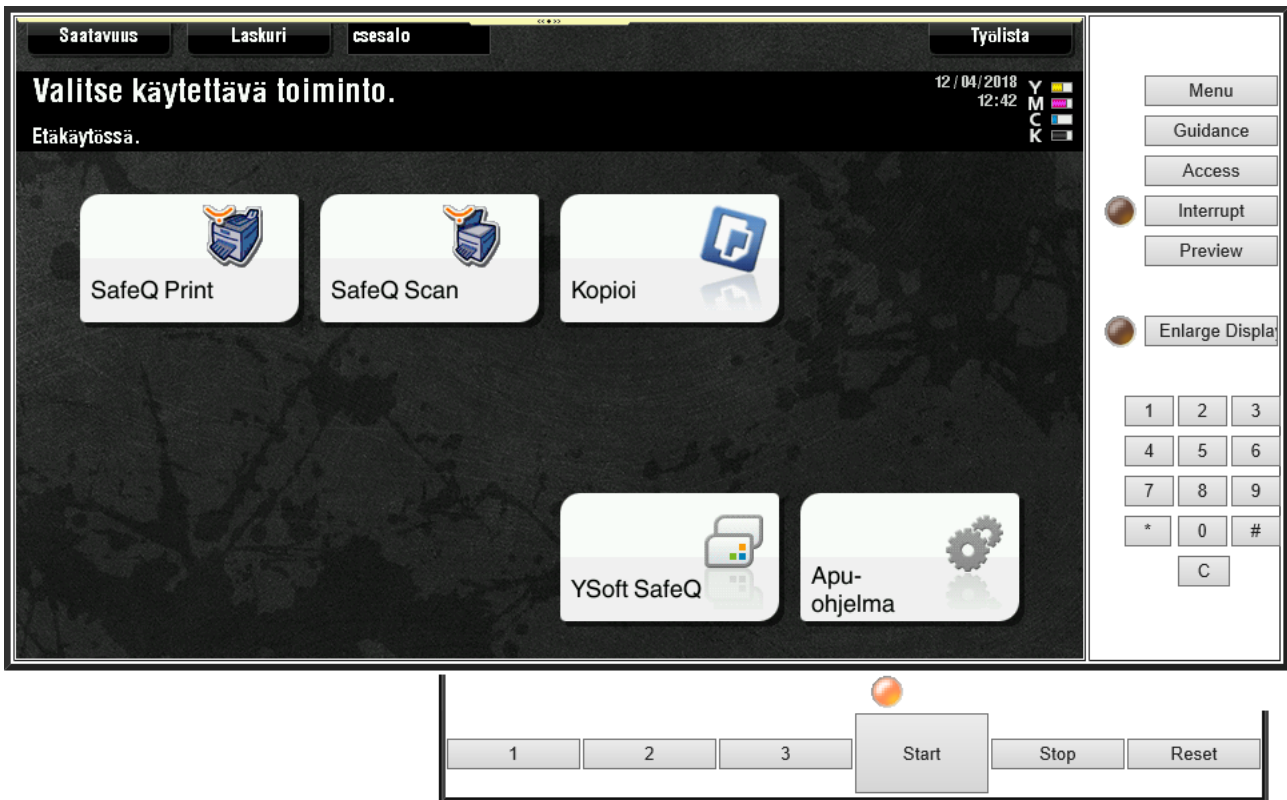 Saatavuus
Laskuri
csesalo
Työlista
Valitse käytettävä toiminto.
12/04/2018
12:42
Etäkäytössä.
Y
M
C
K
SafeQ Print
SafeQ Scan
Kopioi
YSoft SafeQ
Apu-
ohjelma
Menu
Guidance
Access
Interrupt
Preview
Enlarge Display
1 2 3
4 5 6
7 8 9
* 0 #
C
1 2 3 Start Stop Reset